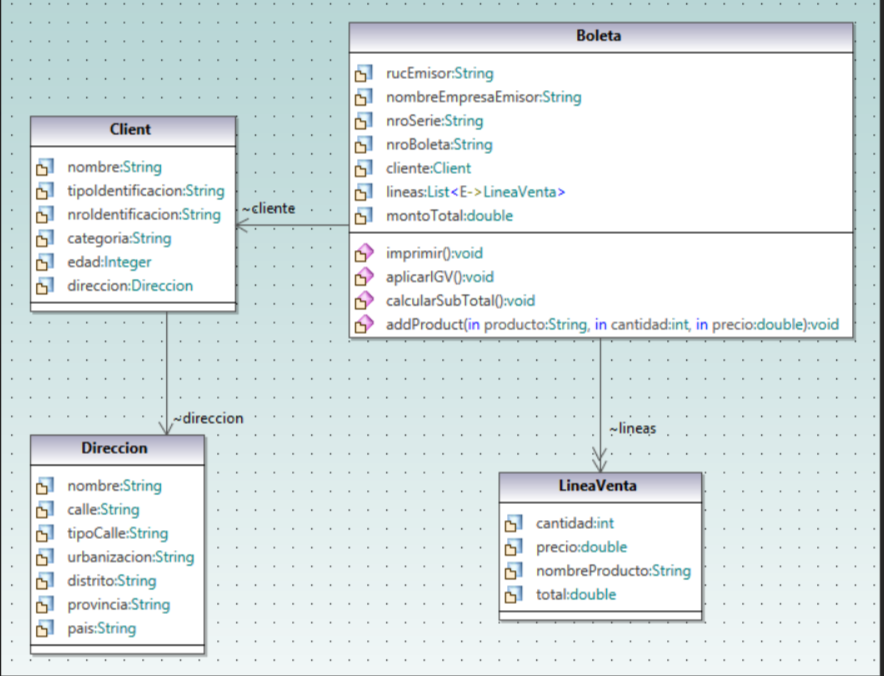 Boleta
rucEmisor:String
nombreEmpresaEmisor:String
nroSerie:String
nroBoleta:String
cliente:Client
lineas:List<E->LineaVenta>
montoTotal:double
imprimir():void
aplicarIGV():void
calcularSubTotal():void
addProduct(in producto:String, in cantidad:int, in precio:double):void
Client
nombre:String
tipoIdentificacion:String
nroIdentificacion:String
categoria:String
edad:Integer
direccion:Direccion
~cliente
~direccion
~lineas
Direccion
nombre:String
calle:String
tipoCalle:String
urbanizacion:String
distrito:String
provincia:String
pais:String
LineaVenta
cantidad:int
precio:double
nombreProducto:String
total:double